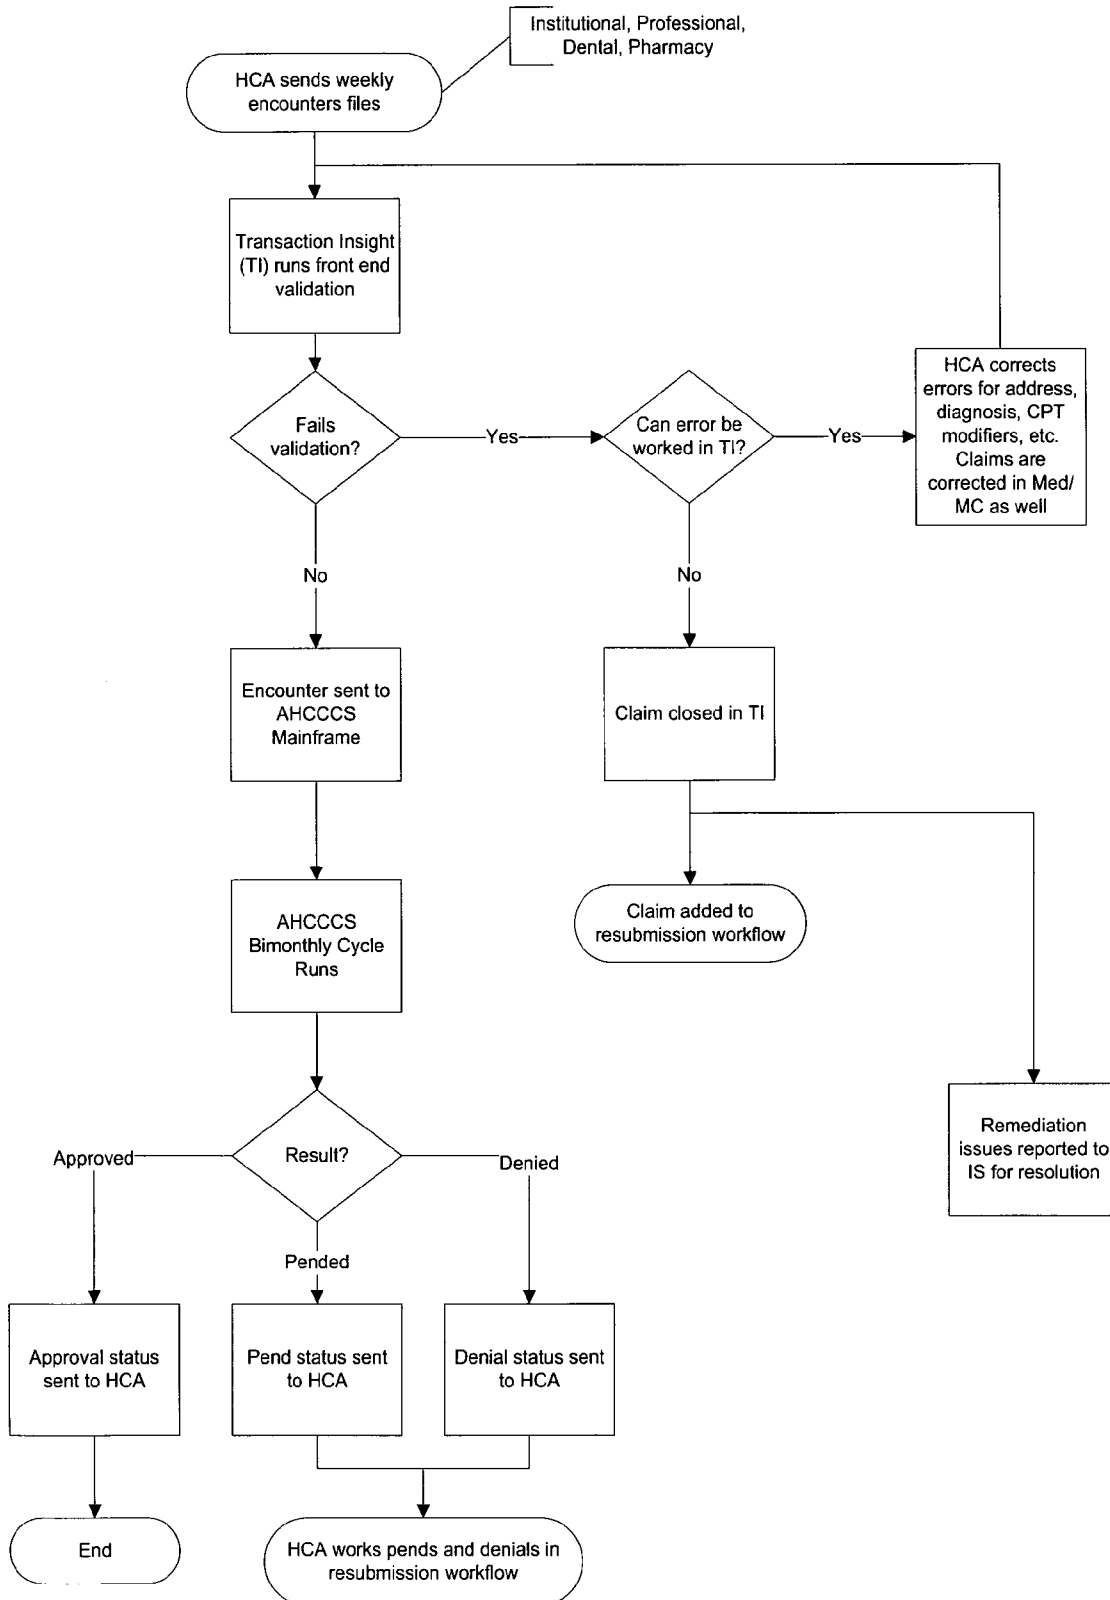 Institutional, Professional,
Dental, Pharmacy
HCA sends weekly
encounters files
Transaction Insight
(TI) runs front end
validation
Fails
validation?
Yes
Can error be
worked in TI?
Yes
HCA corrects
errors for address,
diagnosis, CPT
modifiers, etc.
Claims are
corrected in Med/
MC as well
No
No
Encounter sent to
AHCCCS
Mainframe
Claim closed in TI
AHCCCS
Bimonthly Cycle
Runs
Claim added to
resubmission workflow
Remediation
issues reported to
IS for resolution
Result?
Approved
Denied
Pended
Approval status
sent to HCA
Pend status sent
to HCA
Denial status sent
to HCA
End
HCA works pends and denials in
resubmission workflow